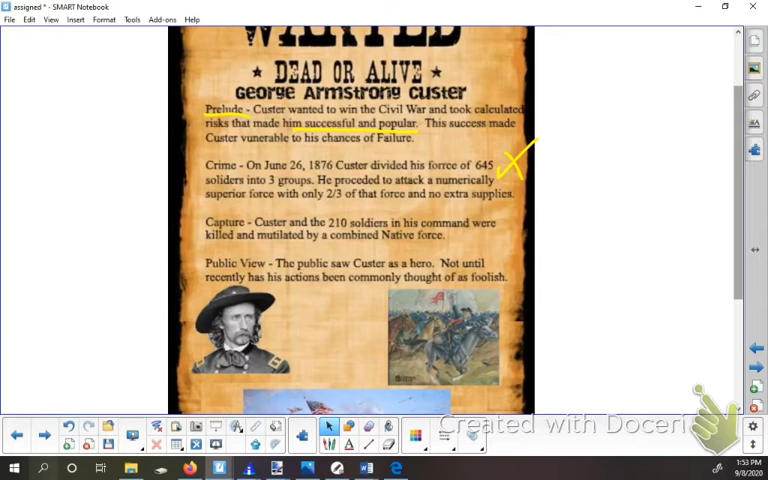 assigned * - SMART Notebook
File Edit View Insert Format Tools Add-ons Help
WANTED
★ DEAD OR ALIVE ★
George Armstrong Custer
Prelude - Custer wanted to win the Civil War and took calculated
risks that made him successful and popular. This success made
Custer vunerable to his chances of Failure.
Crime - On June 26, 1876 Custer divided his forrce of 645
soliders into 3 groups. He proceded to attack a numerically
superior force with only 2/3 of that force and no extra supplies.
Capture - Custer and the 210 soldiers in his command were
killed and mutilated by a combined Native force.
Public View - The public saw Custer as a hero. Not until
recently has his actions been commonly thought of as foolish.
Created with Doceri
1:53 PM
9/8/2020